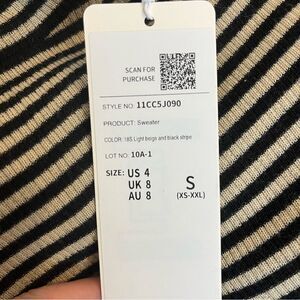 SCAN FOR
PURCHASE
STYLE NO: 11CC5J090
PRODUCT: Sweater
COLOR: 185 Light beige and black stripe
LOT NO: 10A-1
SIZE: US 4
UK 8
AU 8
S
(XS-XXL)